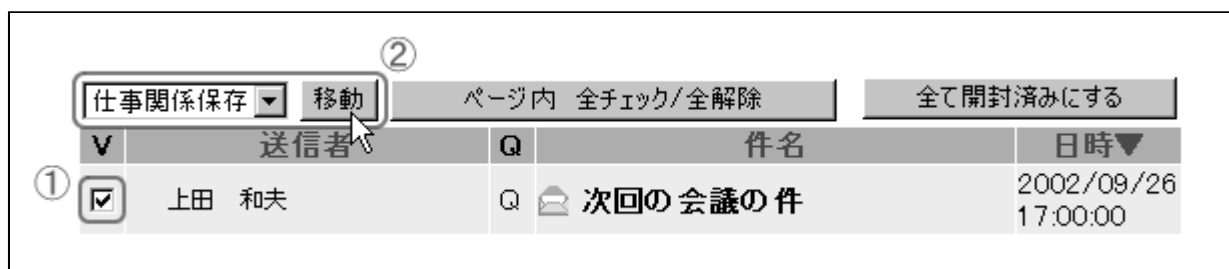 ②
仕事関係保存 移動 ページ内 全チェック/全解除 全て開封済みにする
V 送信者 Q 件名 日時▼
① 上田 和夫 Q 次回の会議の件 2002/09/26
17:00:00